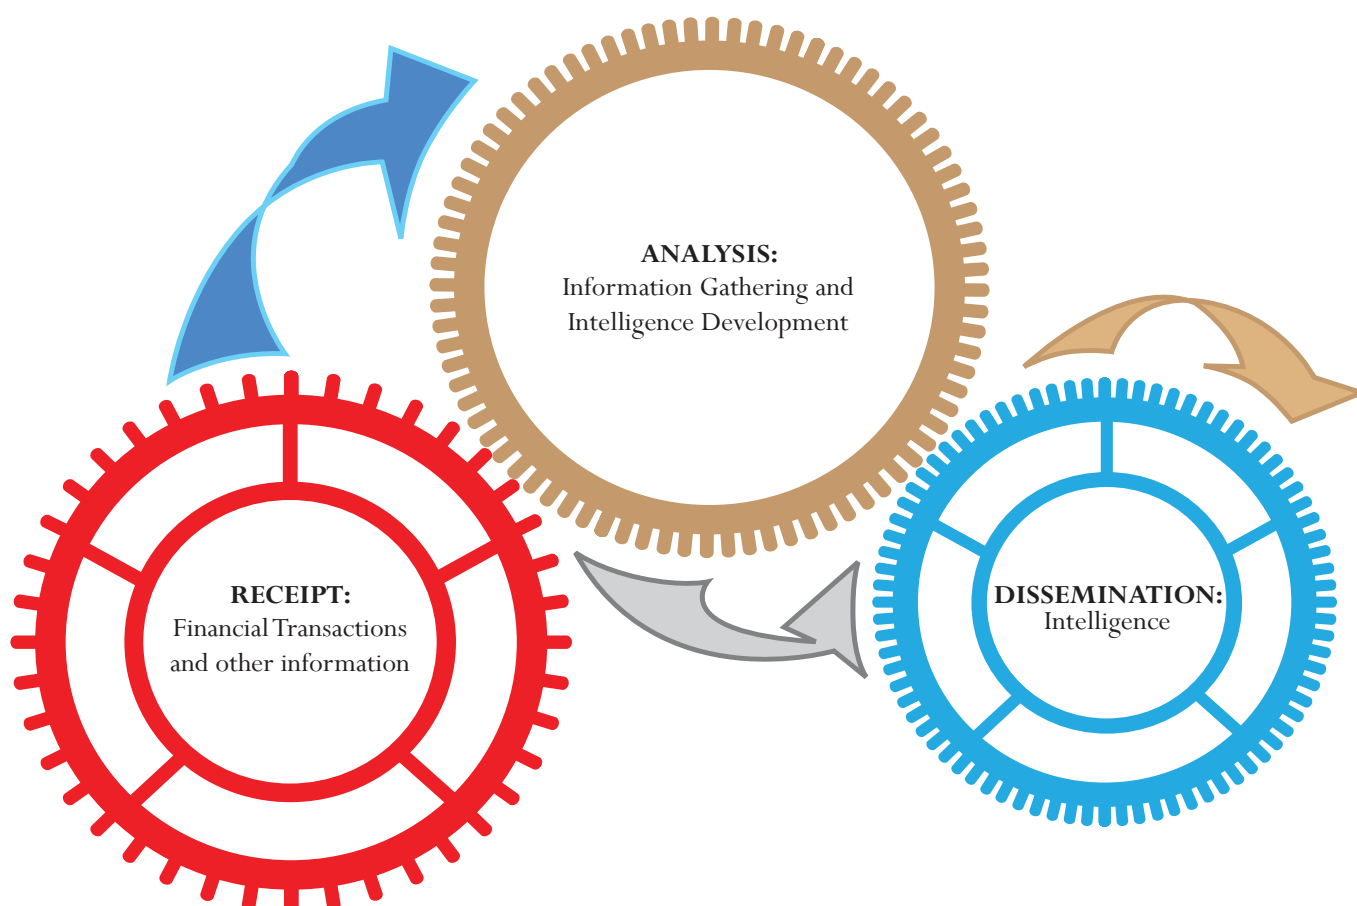 ANALYSIS:
Information Gathering and
Intelligence Development
RECEIPT:
Financial Transactions
and other information
DISSEMINATION:
Intelligence